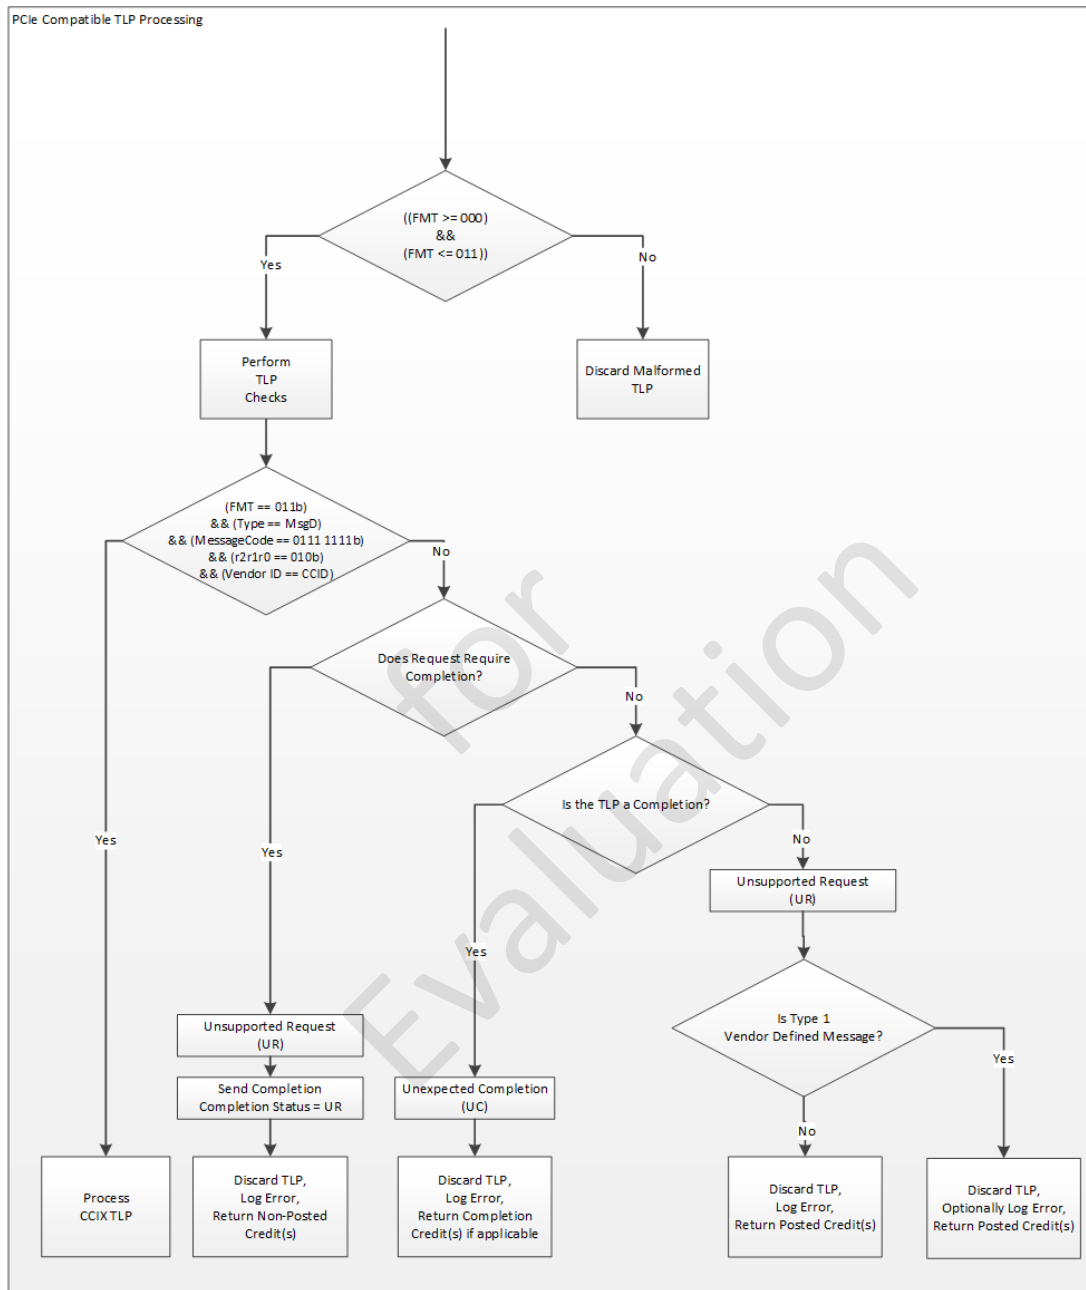 PCIe Compatible TLP Processing
((FMT >= 000)
&&
(FMT <= 011))
Yes
No
Perform
TLP
Checks
Discard Malformed
TLP
(FMT == 011b)
&& (Type == MsgD)
&& (MessageCode == 0111 1111b)
&& (r2r1r0 == 010b)
&& (Vendor ID == CCID)
No
Does Request Require
Completion?
No
Is the TLP a Completion?
Yes
Yes
No
Unsupported Request
(UR)
Yes
Is Type 1
Vendor Defined Message?
Unsupported Request
(UR)
Yes
Send Completion
Completion Status = UR
Unexpected Completion
(UC)
No
Process
CCIX TLP
Discard TLP,
Log Error,
Return Non-Posted
Credit(s)
Discard TLP,
Log Error,
Return Completion
Credit(s) if applicable
Discard TLP,
Log Error,
Return Posted Credit(s)
Discard TLP,
Optionally Log Error,
Return Posted Credit(s)
for
Evaluation